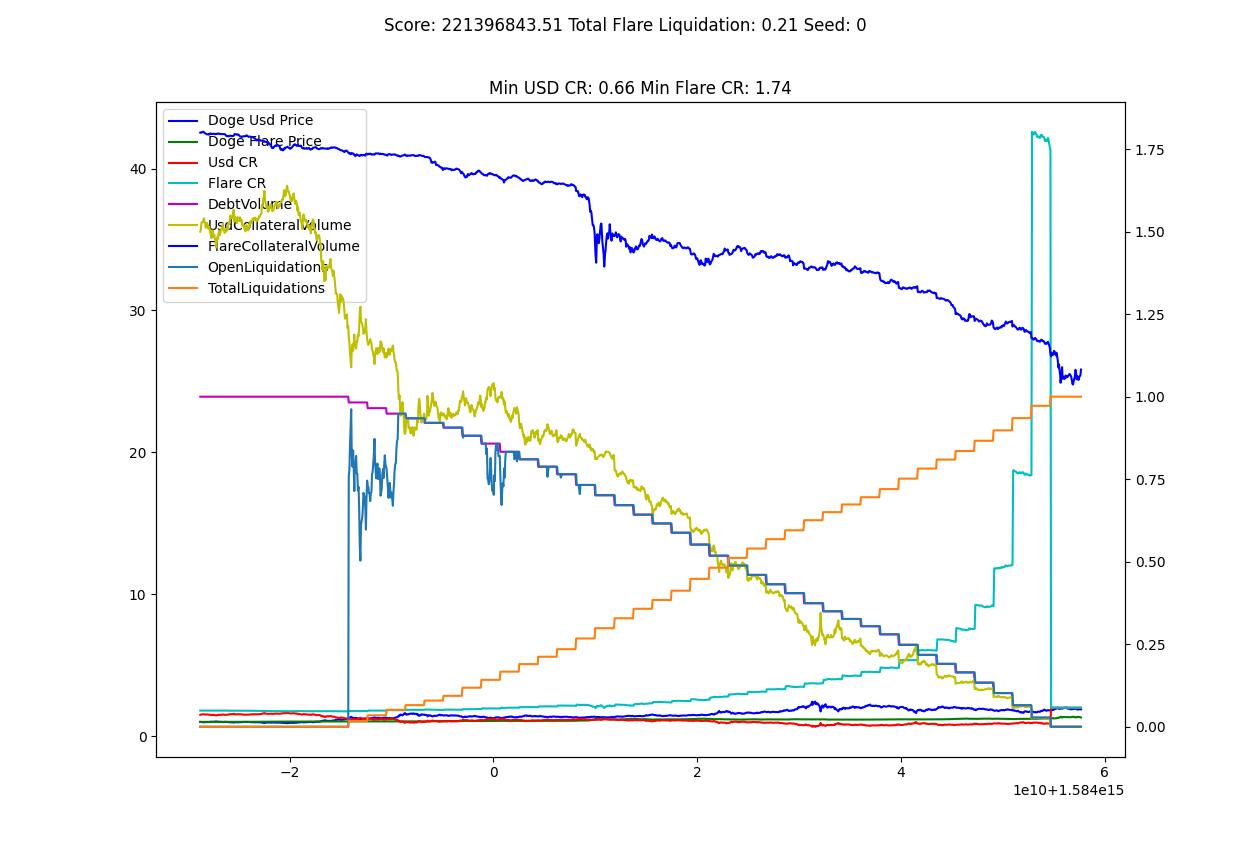 Score: 221396843.51 Total Flare Liquidation: 0.21 Seed: 0
Min USD CR: 0.66 Min Flare CR: 1.74
Doge Usd Price
Doge Flare Price
Usd CR
Flare CR
DebtVolume
UsdCollateralVolume
FlareCollateralVolume
OpenLiquidations
TotalLiquidations
40
30
20
10
0
1.75
1.50
1.25
1.00
0.75
0.50
0.25
0.00
−2
0
2
4
6
1e10+1.584e15